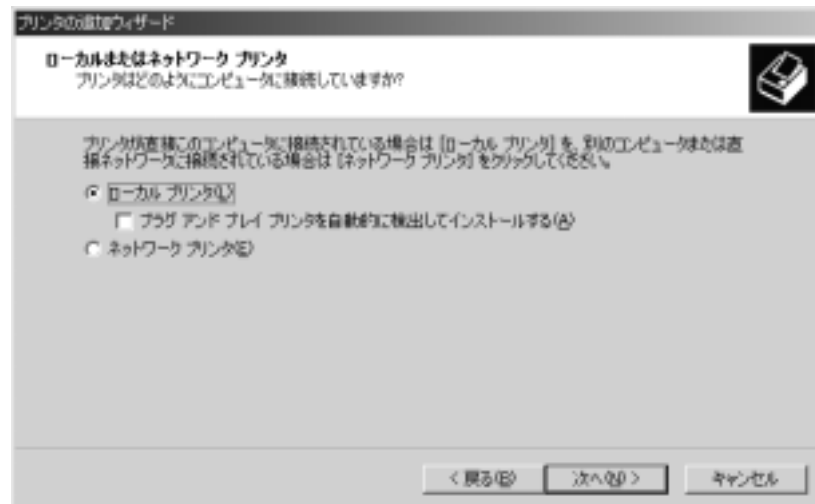 プリンタの追加ウィザード
ローカルまたはネットワーク プリンタ
プリンタはどのようにコンピュータに接続していますか?
プリンタが直接このコンピュータに接続されている場合は [ローカル プリンタ] を、別のコンピュータまたは直
接ネットワークに接続されている場合は [ネットワーク プリンタ] をクリックしてください。
ローカル プリンタ(L)
プラグ アンド プレイ プリンタを自動的に検出してインストールする(A)
ネットワーク プリンタ(E)
< 戻る(B)
次へ(N) >
キャンセル